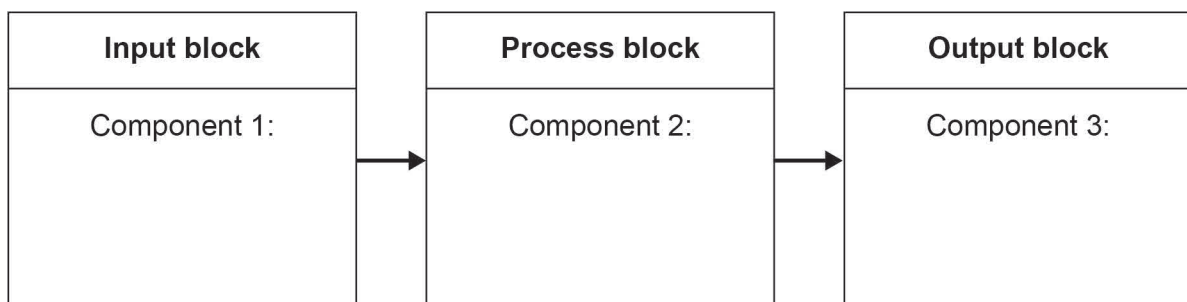 Input block
Process block
Output block
Component 1:
Component 2:
Component 3: